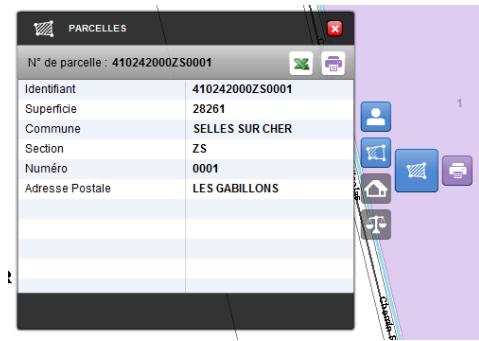 PARCELLES
N° de parcelle : 410242000ZS0001
Identifiant 410242000ZS0001
Superficie 28261
Commune SELLES SUR CHER
Section ZS
Numéro 0001
Adresse Postale LES GABILLONS
1
Chemin